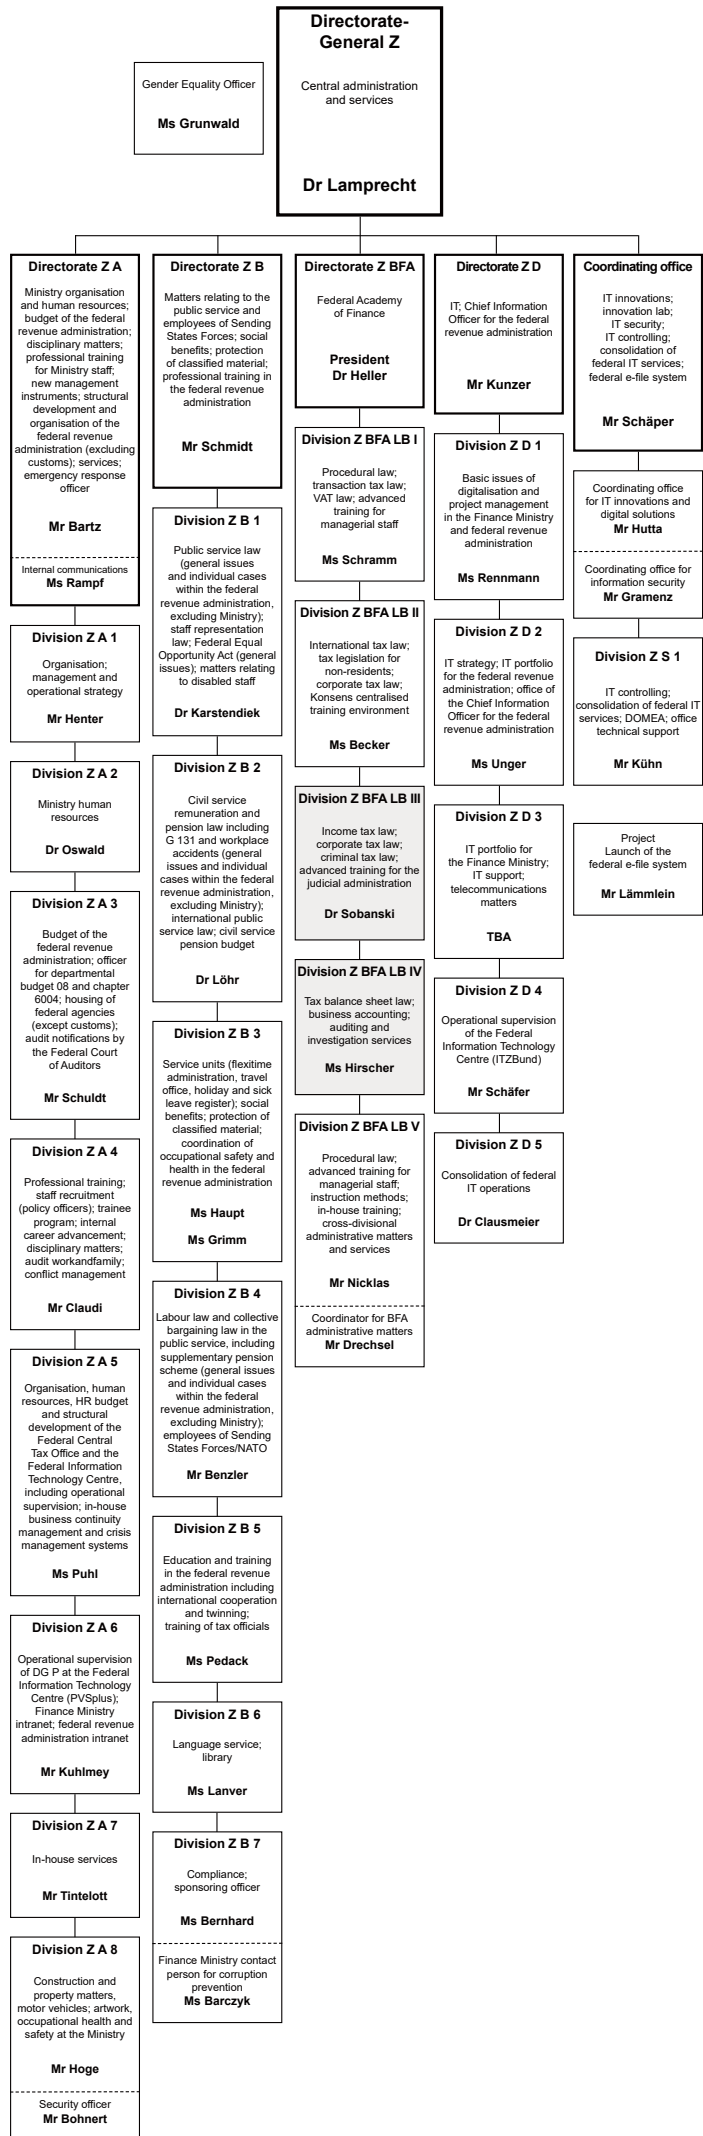 Directorate-
General Z
Central administration
and services
Dr Lamprecht
Gender Equality Officer
Ms Grunwald
Directorate Z A
Ministry organisation
and human resources;
budget of the federal
revenue administration;
disciplinary matters;
professional training
for Ministry staff;
new management
instruments; structural
development and
organisation of the
federal revenue
administration (excluding
customs); services;
emergency response
officer
Mr Bartz
Internal communications
Ms Rampf
Division Z A 1
Organisation;
management and
operational strategy
Mr Henter
Division Z A 2
Ministry human
resources
Dr Oswald
Division Z A 3
Budget of the
federal revenue
administration; officer
for departmental
budget 08 and chapter
6004; housing of
federal agencies
(except customs);
audit notifications by
the Federal Court
of Auditors
Mr Schuldt
Division Z A 4
Professional training;
staff recruitment
(policy officers); trainee
program; internal
career advancement;
disciplinary matters;
audit workandfamily;
conflict management
Mr Claudi
Division Z A 5
Organisation, human
resources, HR budget
and structural
development of the
Federal Central
Tax Office and the
Federal Information
Technology Centre,
including operational
supervision; in-house
business continuity
management and crisis
management systems
Ms Puhl
Division Z A 6
Operational supervision
of DG P at the Federal
Information Technology
Centre (PVSplus);
Finance Ministry
intranet; federal revenue
administration intranet
Mr Kuhlmey
Division Z A 7
In-house services
Mr Tintelott
Division Z A 8
Construction and
property matters,
motor vehicles; artwork,
occupational health and
safety at the Ministry
Mr Hoge
Security officer
Mr Bohnert
Directorate Z B
Matters relating to the
public service and
employees of Sending
States Forces; social
benefits; protection
of classified material;
professional training in
the federal revenue
administration
Mr Schmidt
Division Z B 1
Public service law
(general issues
and individual cases
within the federal
revenue administration,
excluding Ministry);
staff representation
law; Federal Equal
Opportunity Act (general
issues); matters relating
to disabled staff
Dr Karstendiek
Division Z B 2
Civil service
remuneration and
pension law including
G 131 and workplace
accidents (general
issues and individual
cases within the federal
revenue administration,
excluding Ministry);
international public
service law; civil service
pension budget
Dr Löhr
Division Z B 3
Service units (flexitime
administration, travel
office, holiday and sick
leave register); social
benefits; protection of
classified material;
coordination of
occupational safety and
health in the federal
revenue administration
Ms Haupt
Ms Grimm
Division Z B 4
Labour law and collective
bargaining law in the
public service, including
supplementary pension
scheme (general issues
and individual cases
within the federal
revenue administration,
excluding Ministry);
employees of Sending
States Forces/NATO
Mr Benzler
Division Z B 5
Education and training
in the federal revenue
administration including
international cooperation
and twinning;
training of tax officials
Ms Pedack
Division Z B 6
Language service;
library
Ms Lanver
Division Z B 7
Compliance;
sponsoring officer
Ms Bernhard
Finance Ministry contact
person for corruption
prevention
Ms Barczyk
Directorate Z BFA
Federal Academy
of Finance
President
Dr Heller
Division Z BFA LB I
Procedural law;
transaction tax law;
VAT law; advanced
training for
managerial staff
Ms Schramm
Division Z BFA LB II
International tax law;
tax legislation for
non-residents;
corporate tax law;
Konsens centralised
training environment
Ms Becker
Division Z BFA LB III
Income tax law;
corporate tax law;
criminal tax law;
advanced training for the
judicial administration
Dr Sobanski
Division Z BFA LB IV
Tax balance sheet law;
business accounting;
auditing and
investigation services
Ms Hirscher
Division Z BFA LB V
Procedural law;
advanced training for
managerial staff;
instruction methods;
in-house training;
cross-divisional
administrative matters
and services
Mr Nicklas
Coordinator for BFA
administrative matters
Mr Drechsel
Directorate Z D
IT; Chief Information
Officer for the federal
revenue administration
Mr Kunzer
Division Z D 1
Basic issues of
digitalisation and
project management
in the Finance Ministry
and federal revenue
administration
Ms Rennmann
Division Z D 2
IT strategy; IT portfolio
for the federal revenue
administration; office of
the Chief Information
Officer for the federal
revenue administration
Ms Unger
Division Z D 3
IT portfolio for
the Finance Ministry;
IT support;
telecommunications
matters
TBA
Division Z D 4
Operational supervision
of the Federal
Information Technology
Centre (ITZBund)
Mr Schäfer
Division Z D 5
Consolidation of federal
IT operations
Dr Clausmeier
Coordinating office
IT innovations;
innovation lab;
IT security;
IT controlling;
consolidation of
federal IT services;
federal e-file system
Mr Schäper
Coordinating office
for IT innovations and
digital solutions
Mr Hutta
Coordinating office for
information security
Mr Gramenz
Division Z S 1
IT controlling;
consolidation of federal IT
services; DOMEA; office
technical support
Mr Kühn
Project
Launch of the
federal e-file system
Mr Lämmlein